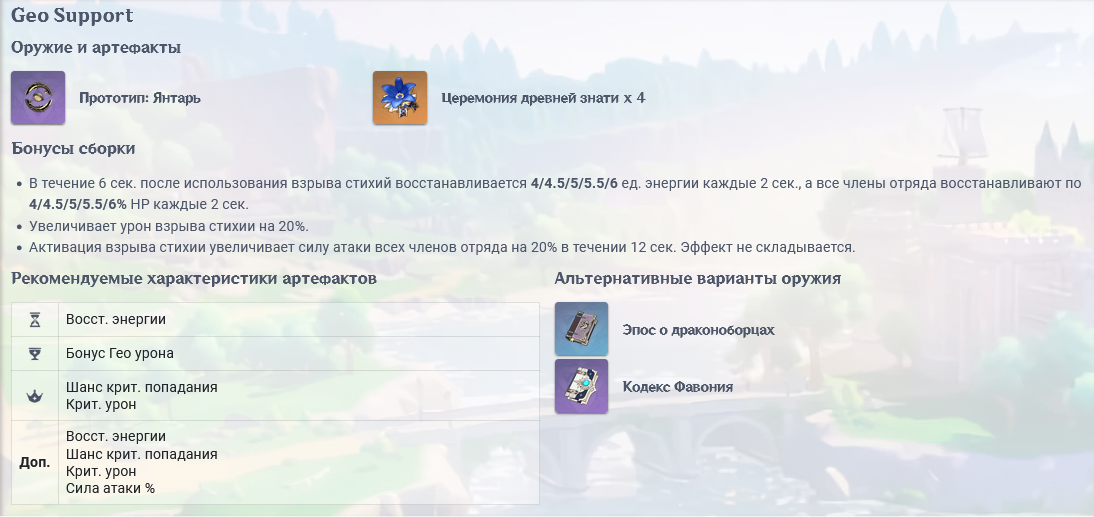 Geo Support
Оружие и артефакты
Прототип: Янтарь
Церемония древней знати x 4
Бонусы сборки
В течение 6 сек. после использования взрыва стихий восстанавливается 4/4.5/5/5.5/6 ед. энергии каждые 2 сек., а все члены отряда восстанавливают по
4/4.5/5/5.5/6% HP каждые 2 сек.
Увеличивает урон взрыва стихии на 20%.
Активация взрыва стихии увеличивает силу атаки всех членов отряда на 20% в течении 12 сек. Эффект не складывается.
Рекомендуемые характеристики артефактов
Восст. энергии
Бонус Гео урона
Шанс крит. попадания
Крит. урон
Доп.
Восст. энергии
Шанс крит. попадания
Крит. урон
Сила атаки %
Альтернативные варианты оружия
Эпос о драконоборцах
Кодекс Фавония